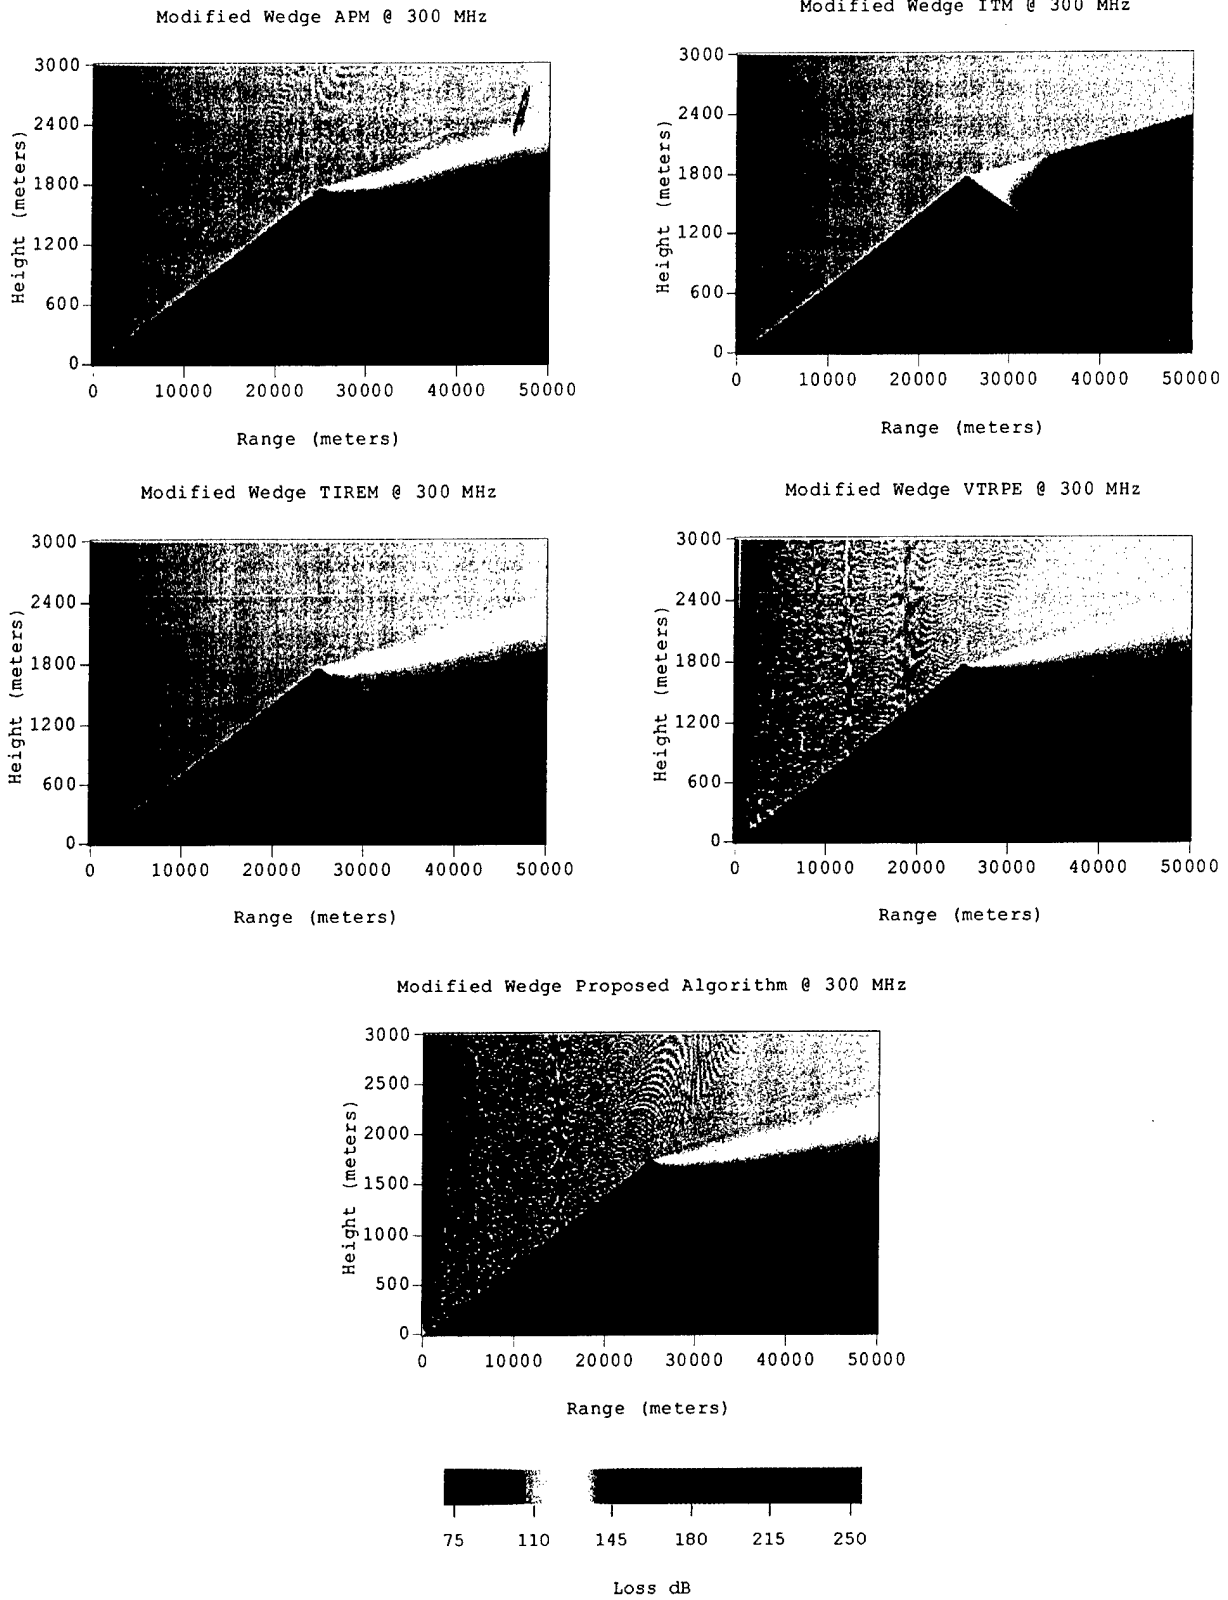 Modified Wedge APM @ 300 MHz
Modified Wedge ITM @ 300 MHz
3000
2400
1800
1200
600
0
Height (meters)
0 10000 20000 30000 40000 50000
Range (meters)
3000
2400
1800
1200
600
0
Height (meters)
0 10000 20000 30000 40000 50000
Range (meters)
Modified Wedge TIREM @ 300 MHz
Modified Wedge VTRPE @ 300 MHz
3000
2400
1800
1200
600
0
Height (meters)
0 10000 20000 30000 40000 50000
Range (meters)
3000
2400
1800
1200
600
0
Height (meters)
0 10000 20000 30000 40000 50000
Range (meters)
Modified Wedge Proposed Algorithm @ 300 MHz
3000
2500
2000
1500
1000
500
0
Height (meters)
0 10000 20000 30000 40000 50000
Range (meters)
75 110 145 180 215 250
Loss dB